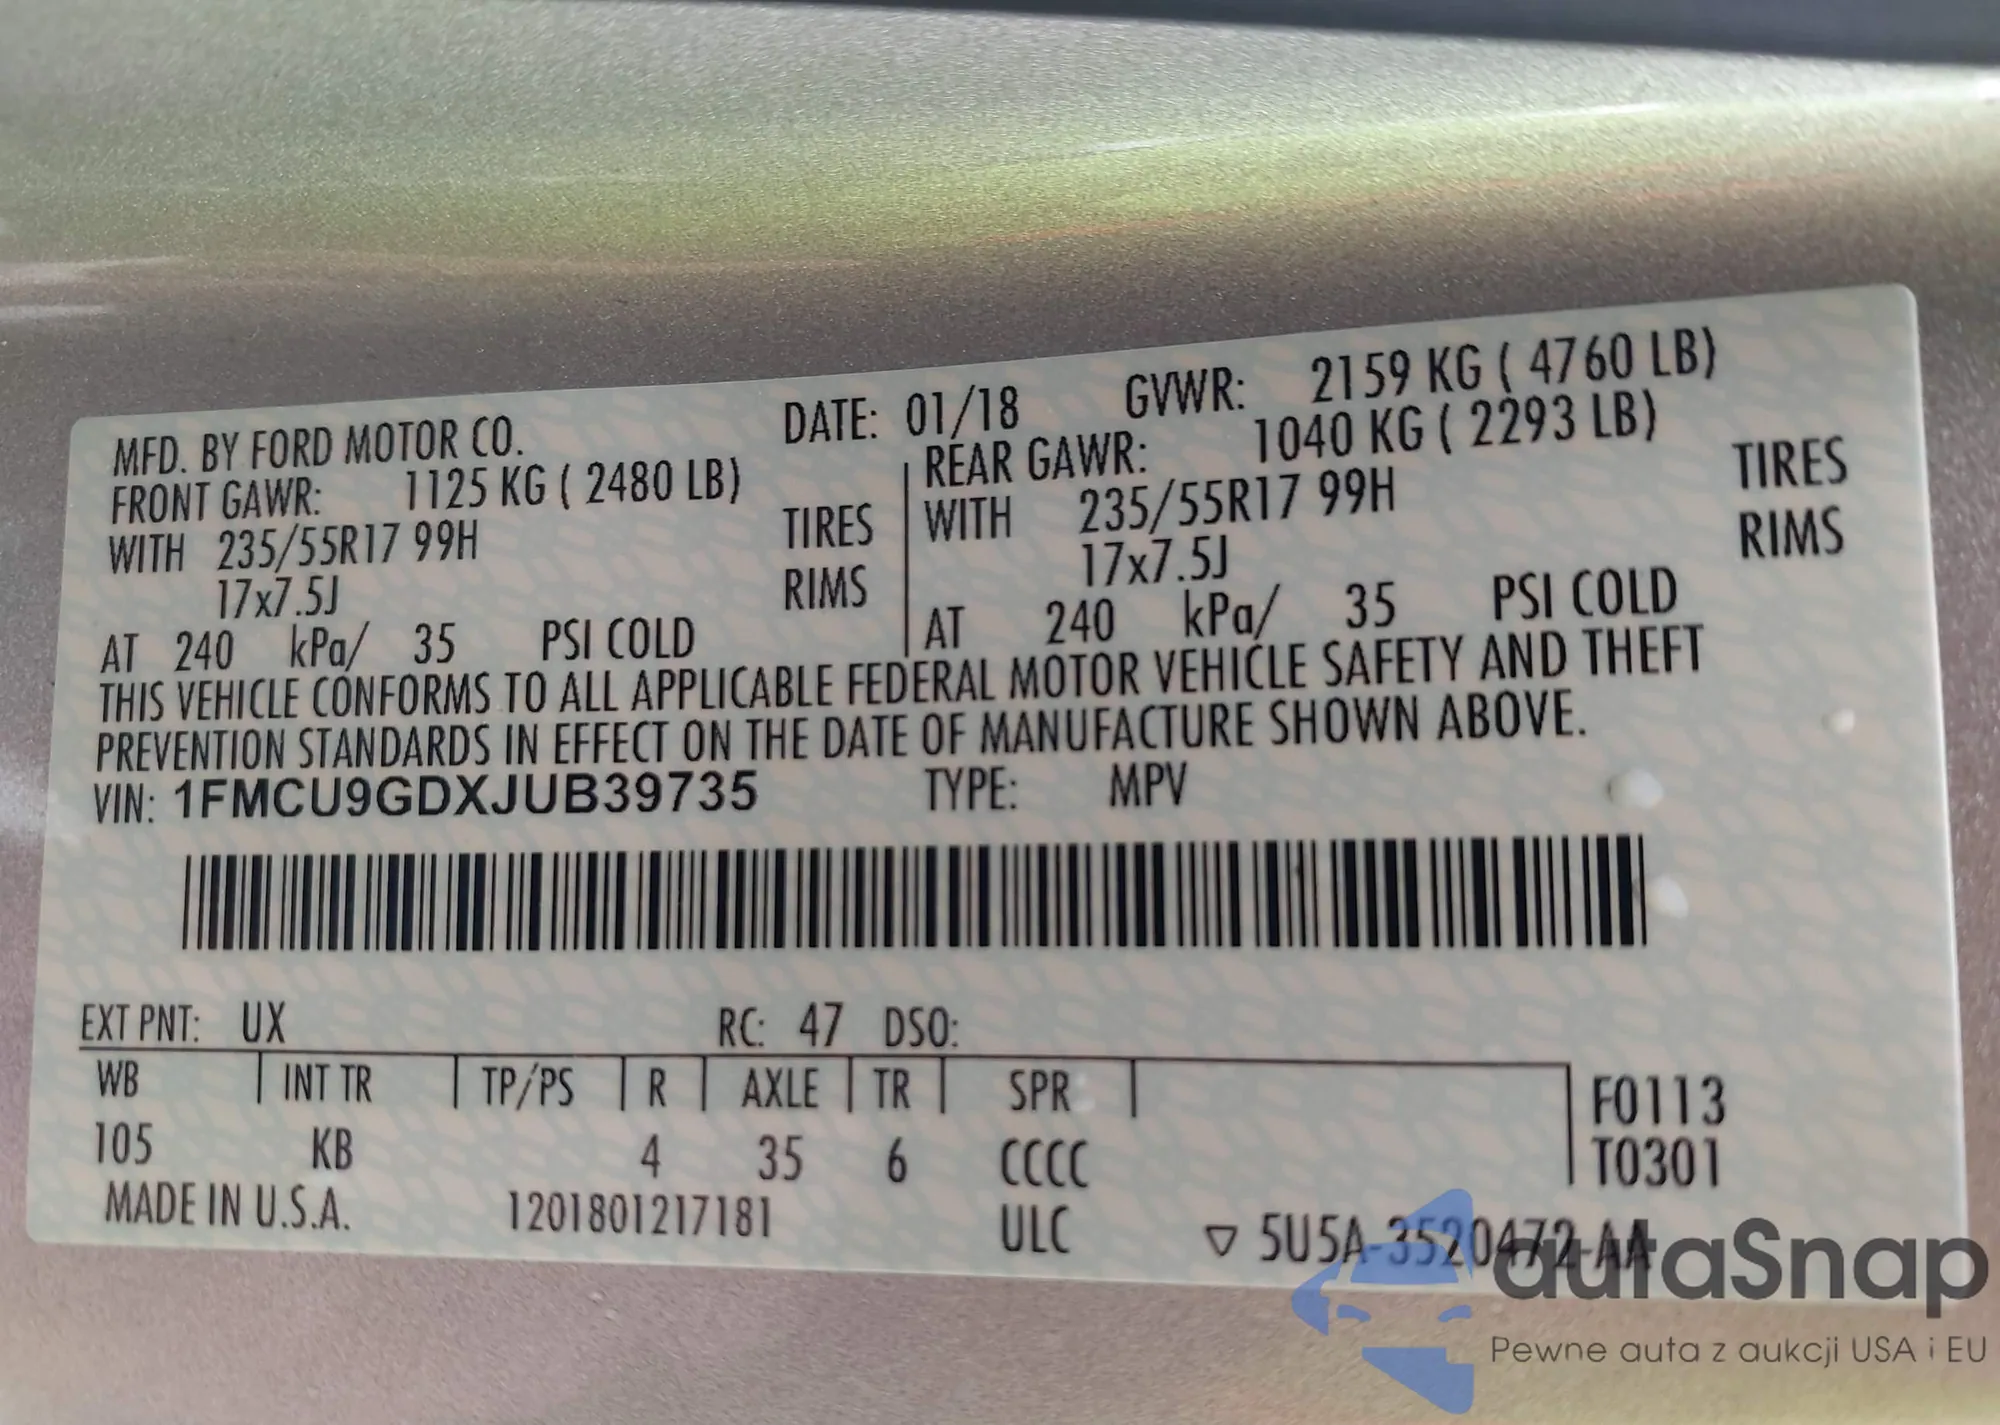 MFD. BY FORD MOTOR CO. DATE: 01/18 GVWR: 2159 KG ( 4760 LB)
FRONT GAWR: 1125 KG ( 2480 LB) REAR GAWR: 1040 KG ( 2293 LB)
WITH 235/55R17 99H TIRES WITH 235/55R17 99H TIRES
17x7.5J RIMS 17x7.5J RIMS
AT 240 kPa/ 35 PSI COLD AT 240 kPa/ 35 PSI COLD
THIS VEHICLE CONFORMS TO ALL APPLICABLE FEDERAL MOTOR VEHICLE SAFETY AND THEFT
PREVENTION STANDARDS IN EFFECT ON THE DATE OF MANUFACTURE SHOWN ABOVE.
VIN: 1FMCU9GDXJUB39735 TYPE: MPV
EXT PNT: UX RC: 47 DSO:
WB INT TR TP/PS R AXLE TR SPR F0113
105 KB 4 35 6 CCCC T0301
MADE IN U.S.A. 1201801217181 ULC ▽ 5U5A-3520472-AA
autaSnap
Pewne auta z aukcji USA i EU